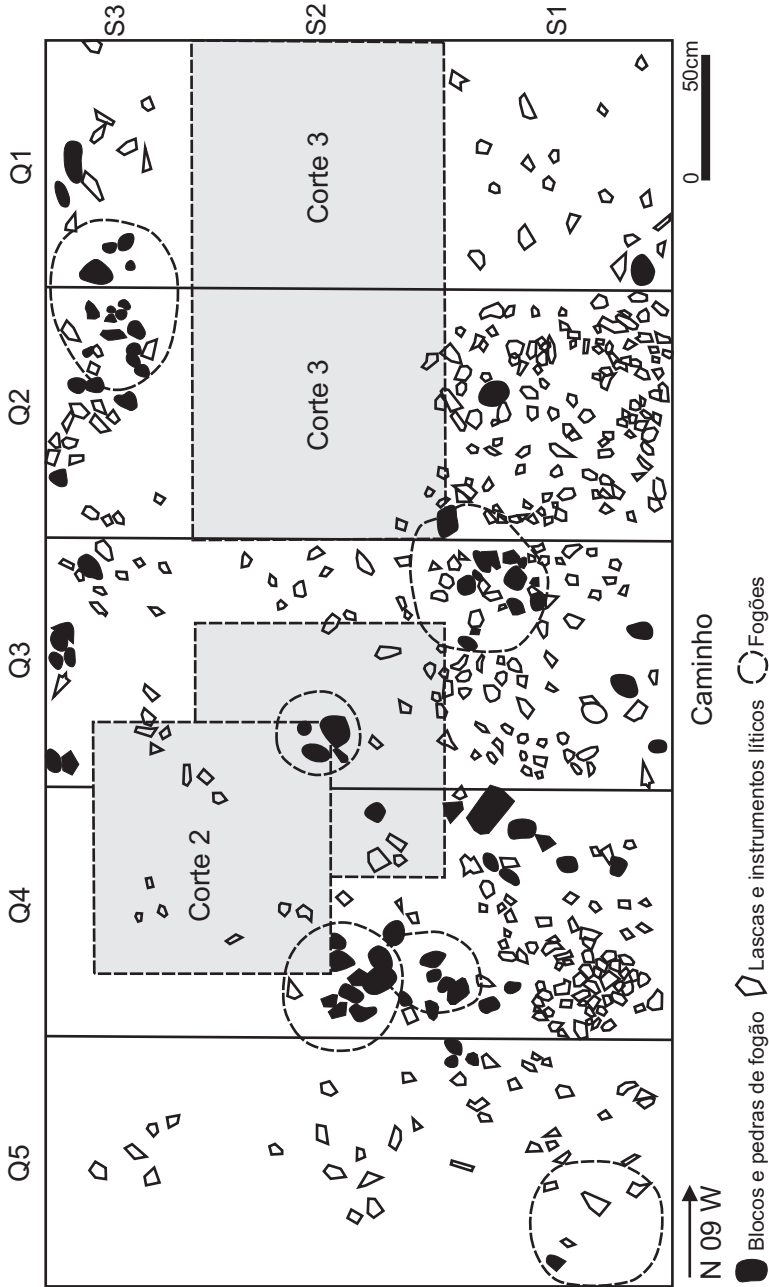 Q5 Q4 Q3 Q2 Q1
S3
S2
S1
Corte 2
Corte 3
Corte 3
N 09 W
Caminho
0 50cm
Blocos e pedras de fogão Lascas e instrumentos líticos Fogões